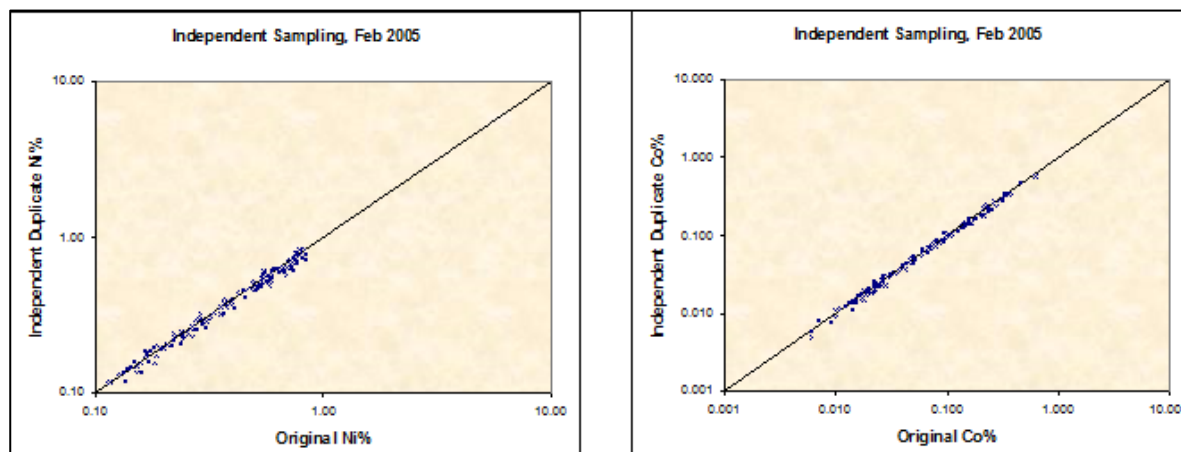 Independent Sampling, Feb 2005
10.00
1.00
0.10
0.10
1.00
10.00
Independent Duplicate Ni%
Original Ni%
Independent Sampling, Feb 2005
10.000
1.000
0.100
0.010
0.001
0.001
0.010
0.100
1.000
10.00
Independent Duplicate Co%
Original Co%